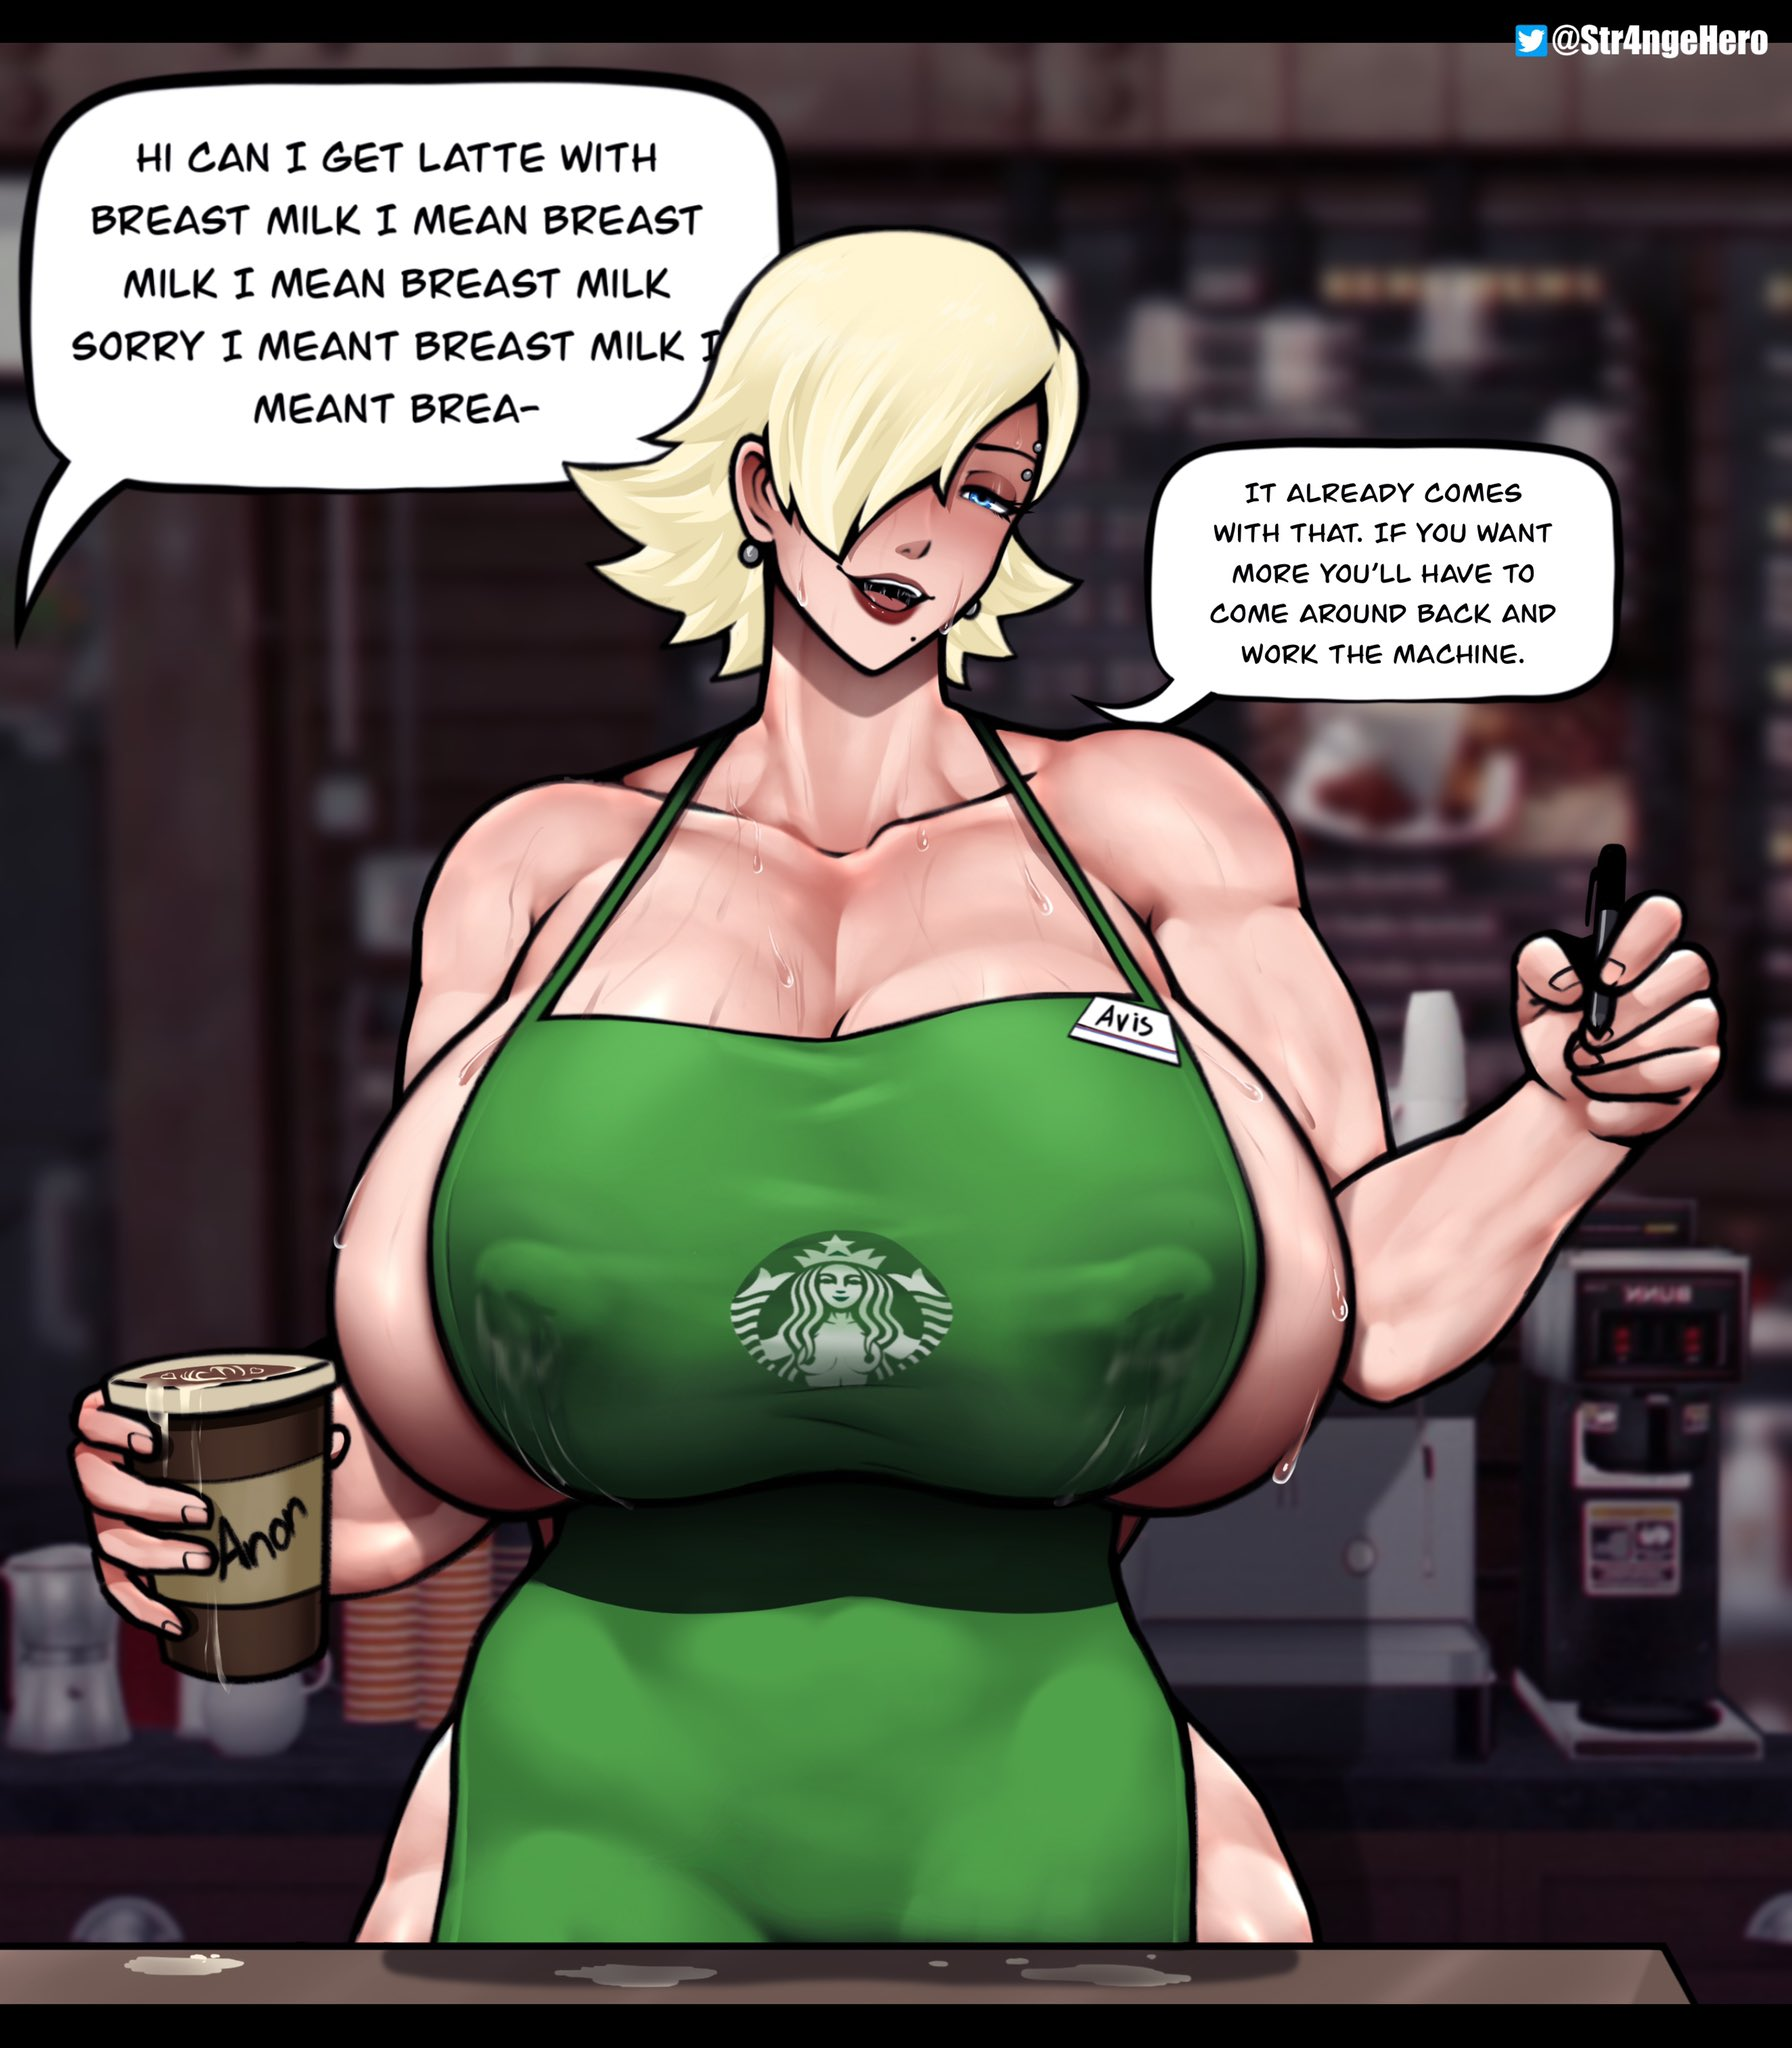 @Str4ngeHero
HI CAN I GET LATTE WITH
BREAST MILK I MEAN BREAST
MILK I MEAN BREAST MILK
SORRY I MEANT BREAST MILK I
MEANT BREA-
IT ALREADY COMES
WITH THAT. IF YOU WANT
MORE YOU'LL HAVE TO
COME AROUND BACK AND
WORK THE MACHINE.
Avis
Anon
BUNN